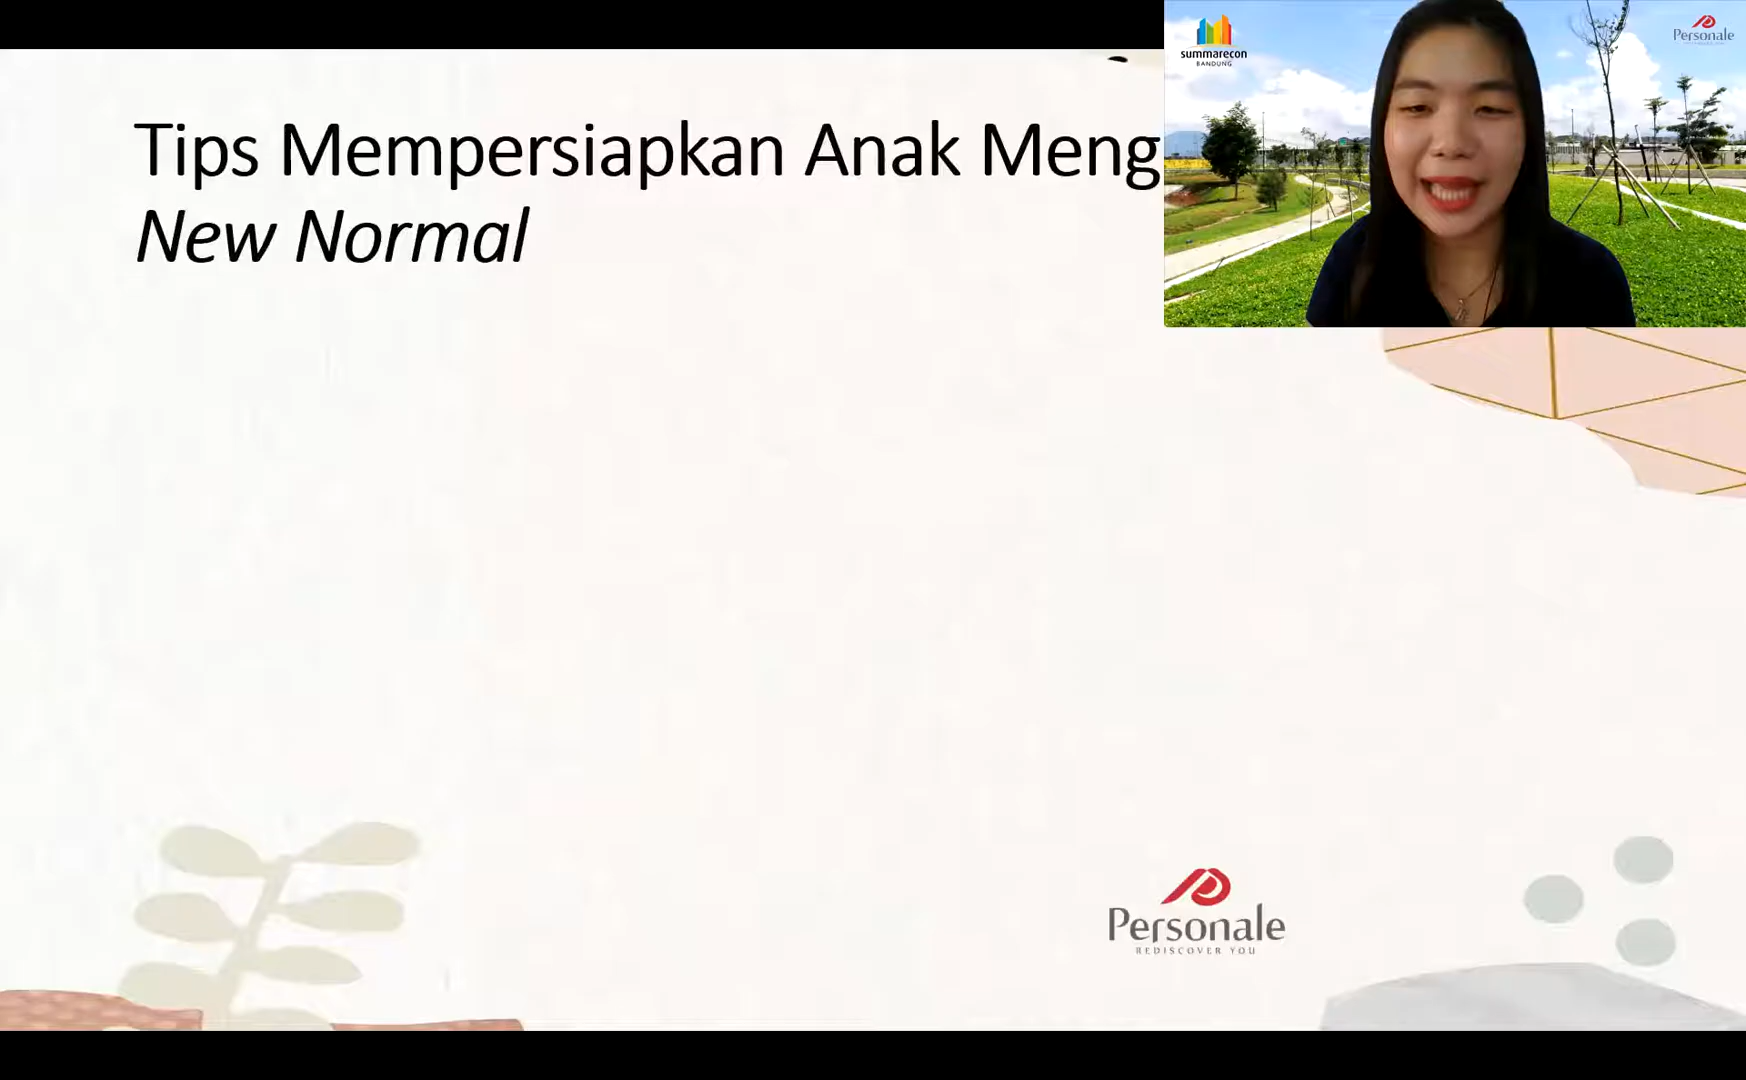 Tips Mempersiapkan Anak Meng
New Normal
summarecon
BANDUNG
Personale
Personale
REDISCOVER YOU